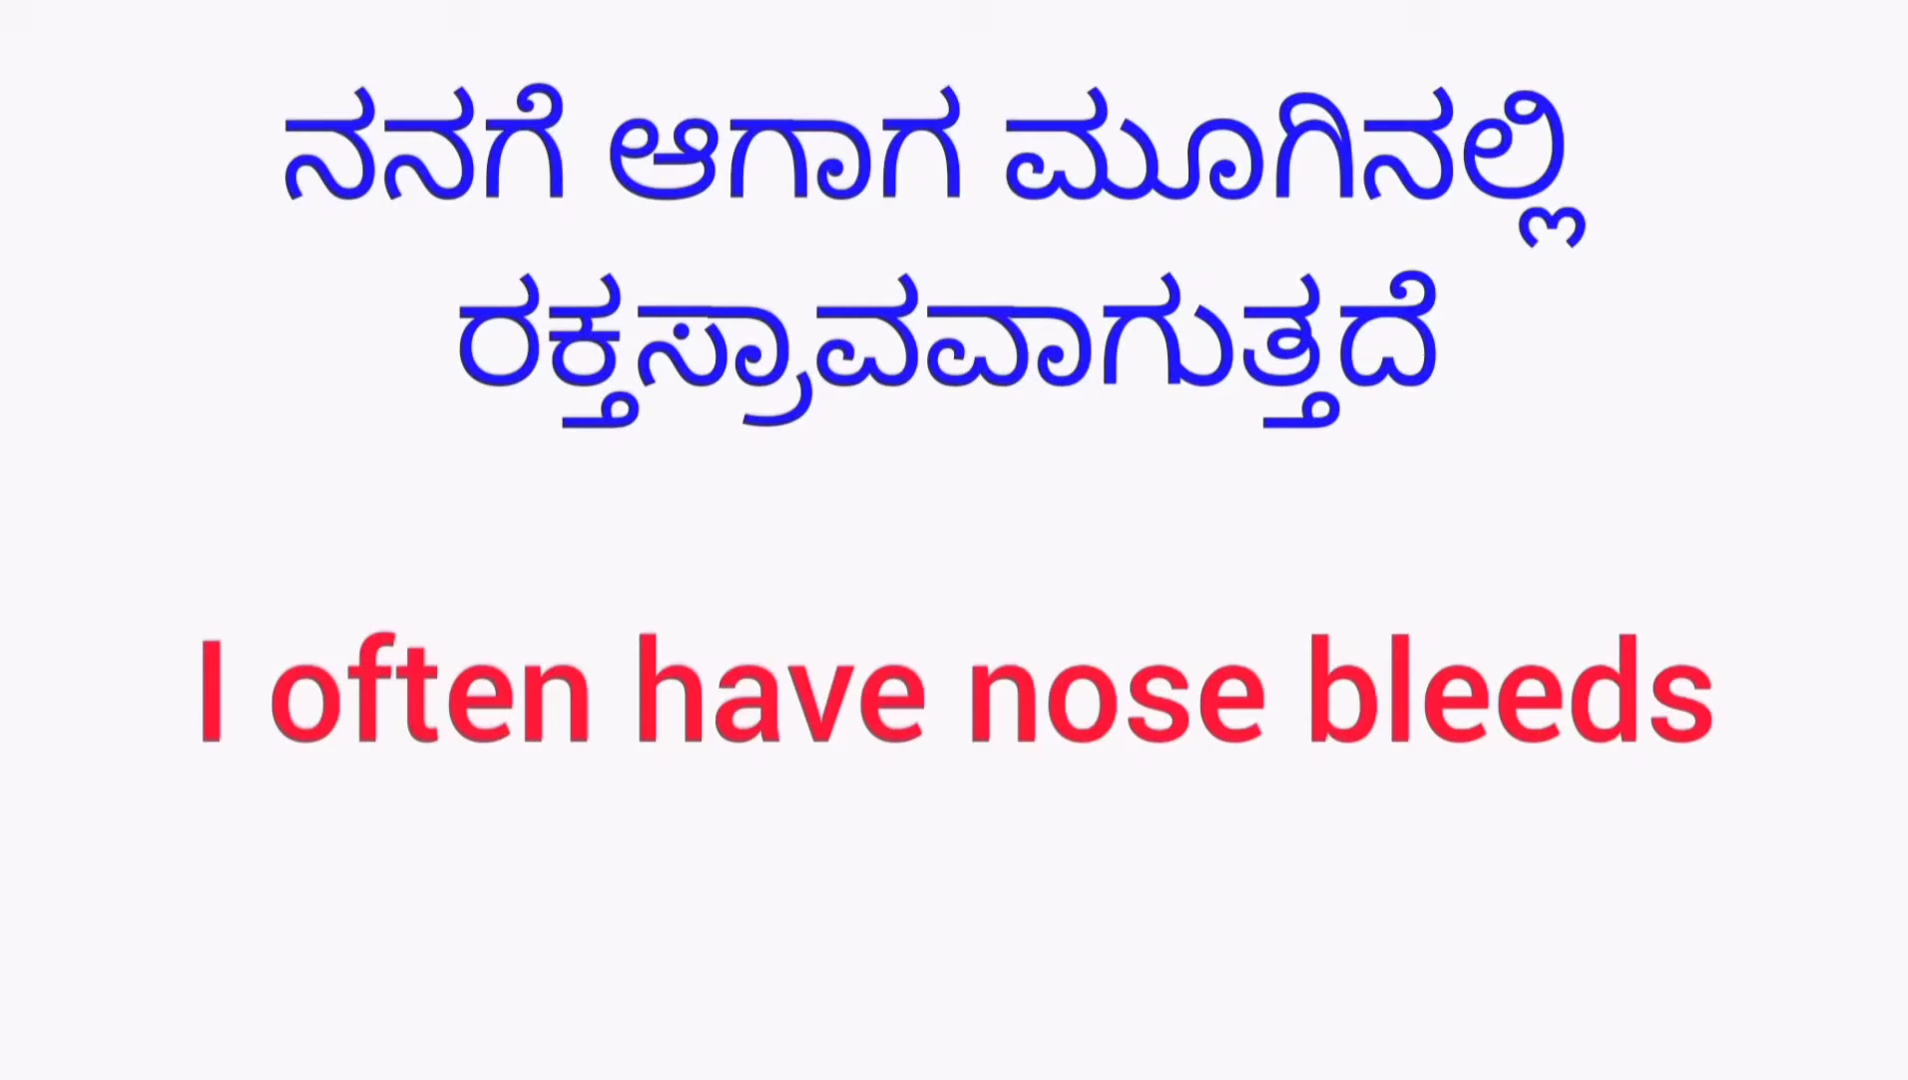 ನನಗೆ ಆಗಾಗ ಮೂಗಿನಲ್ಲಿ
ರಕ್ತಸ್ರಾವವಾಗುತ್ತದೆ
I often have nose bleeds